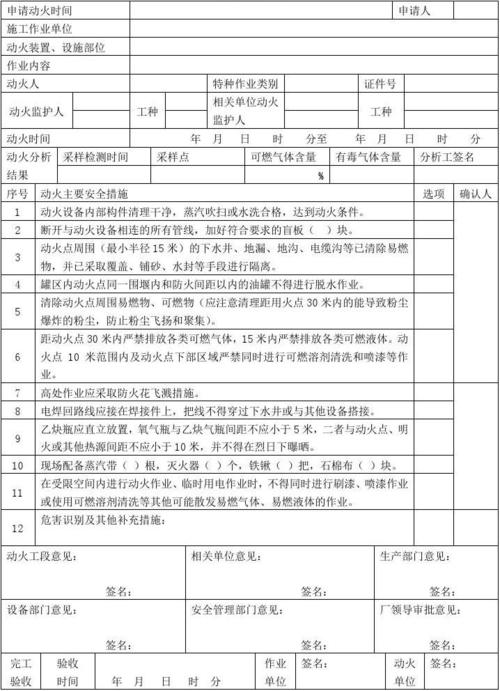 申请动火时间 申请人
施工作业单位
动火装置、设施部位
作业内容
动火人 特种作业类别 证件号
动火监护人 工种 相关单位动火
监护人 工种
动火时间 年 月 日 时 分至 年 月 日 时 分
动火分析 采样检测时间 采样点 可燃气体含量 有毒气体含量 分析工签名
结果 %
序号 动火主要安全措施 选项 确认人
1 动火设备内部构件清理干净，蒸汽吹扫或水洗合格，达到动火条件。
2 断开与动火设备相连的所有管线，加好符合要求的盲板（ ）块。
3 动火点周围（最小半径15米）的下水井、地漏、地沟、电缆沟等已清除易燃
物，并已采取覆盖、铺砂、水封等手段进行隔离。
4 罐区内动火点同一围堰内和防火间距以内的油罐不得进行脱水作业。
5 清除动火点周围易燃物、可燃物（应注意清理距用火点30米内的能导致粉尘
爆炸的粉尘，防止粉尘飞扬和聚集）。
6 距动火点30米内严禁排放各类可燃气体，15米内严禁排放各类可燃液体。动
火点 10 米范围内及动火点下部区域严禁同时进行可燃溶剂清洗和喷漆等作
业。
7 高处作业应采取防火花飞溅措施。
8 电焊回路线应接在焊接件上，把线不得穿过下水井或与其他设备搭接。
9 乙炔瓶应直立放置，氧气瓶与乙炔气瓶间距不应小于5米，二者与动火点、明
火或其他热源间距不应小于10米，并不得在烈日下曝晒。
10 现场配备蒸汽带（ ）根，灭火器（ ）个，铁锹（ ）把，石棉布（ ）块。
11 在受限空间内进行动火作业、临时用电作业时，不得同时进行刷漆、喷漆作业
或使用可燃溶剂清洗等其他可能散发易燃气体、易燃液体的作业。
12 危害识别及其他补充措施：
动火工段意见： 相关单位意见： 生产部门意见：
签名： 签名： 签名：
设备部门意见： 安全管理部门意见： 厂领导审批意见：
签名： 签名： 签名：
完工 验收 作业 签名： 动火 签名：
验收 时间 年 月 日 时 分 单位 单位